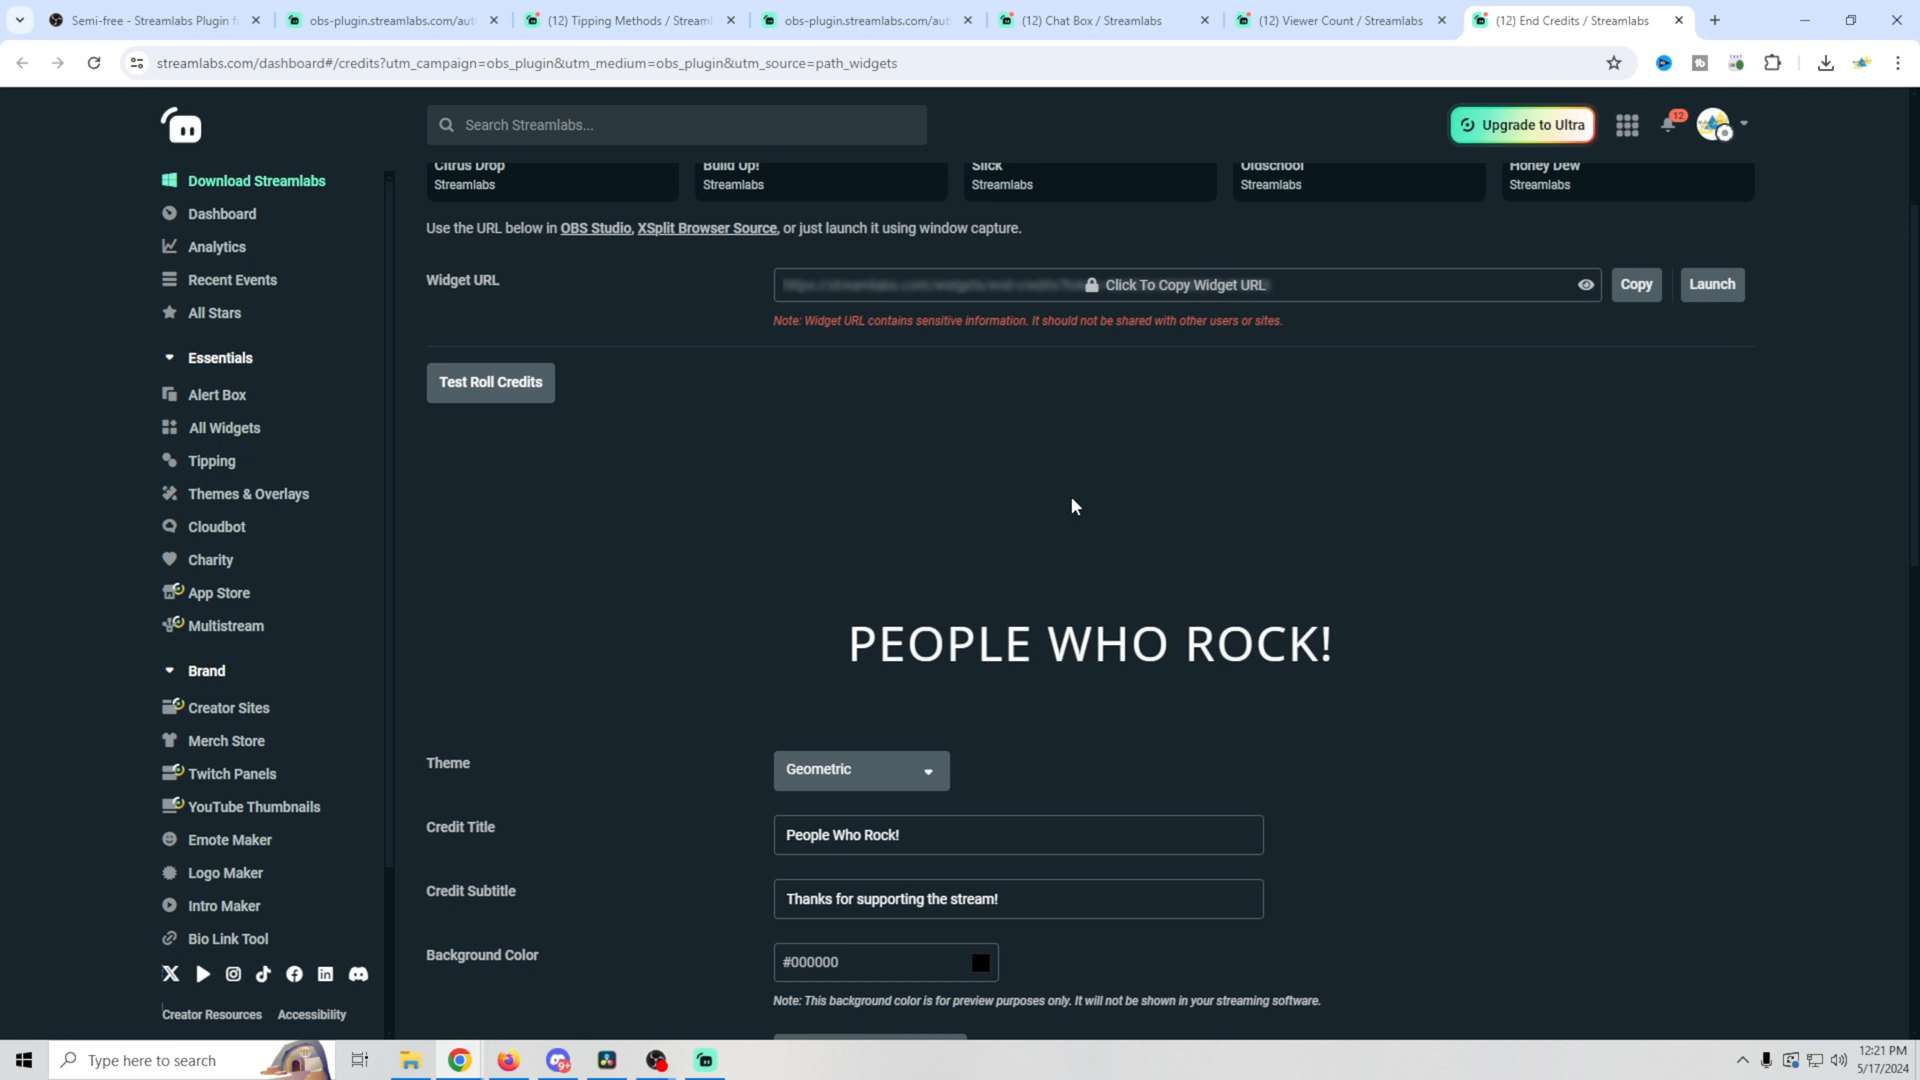 Semi-free - Streamlabs Plugin f
obs-plugin.streamlabs.com/aut
(12) Tipping Methods / Streaml
obs-plugin.streamlabs.com/aut
(12) Chat Box / Streamlabs
(12) Viewer Count / Streamlabs
(12) End Credits / Streamlabs
streamlabs.com/dashboard#/credits?utm_campaign=obs_plugin&utm_medium=obs_plugin&utm_source=path_widgets
Search Streamlabs...
Upgrade to Ultra
12
Download Streamlabs
Dashboard
Analytics
Recent Events
All Stars
Essentials
Alert Box
All Widgets
Tipping
Themes & Overlays
Cloudbot
Charity
App Store
Multistream
Brand
Creator Sites
Merch Store
Twitch Panels
YouTube Thumbnails
Emote Maker
Logo Maker
Intro Maker
Bio Link Tool
Creator Resources Accessibility
Citrus Drop
Streamlabs
Build Up!
Streamlabs
Slick
Streamlabs
Oldschool
Streamlabs
Honey Dew
Streamlabs
Use the URL below in OBS Studio, XSplit Browser Source, or just launch it using window capture.
Widget URL
Click To Copy Widget URL
Copy
Launch
Note: Widget URL contains sensitive information. It should not be shared with other users or sites.
Test Roll Credits
PEOPLE WHO ROCK!
Theme
Geometric
Credit Title
People Who Rock!
Credit Subtitle
Thanks for supporting the stream!
Background Color
#000000
Note: This background color is for preview purposes only. It will not be shown in your streaming software.
Type here to search
9+
12:21 PM
5/17/2024